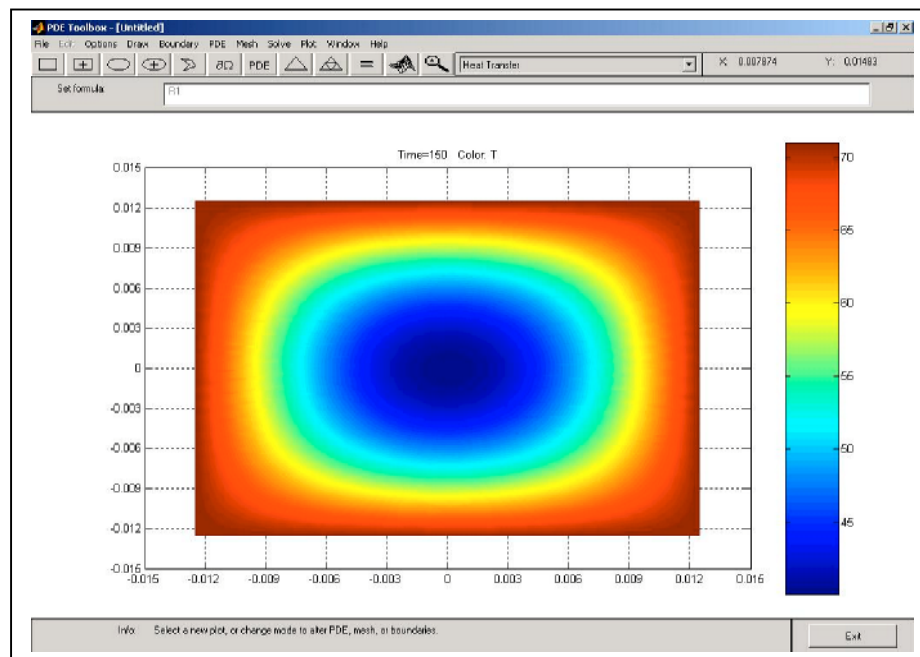 PDE Toolbox - [Untitled]
File Edit Options Draw Boundary PDE Mesh Solve Plot Window Help
∂Ω PDE = Heat Transfer X: 0.007874 Y: 0.01483
Set formula: R1
Time=150 Color: T
0.015
0.012
0.009
0.006
0.003
0
-0.003
-0.006
-0.009
-0.012
-0.015
-0.015 -0.012 -0.009 -0.006 -0.003 0 0.003 0.006 0.009 0.012 0.015
70
65
60
55
50
45
Info: Select a new plot, or change mode to alter PDE, mesh, or boundaries.
Exit